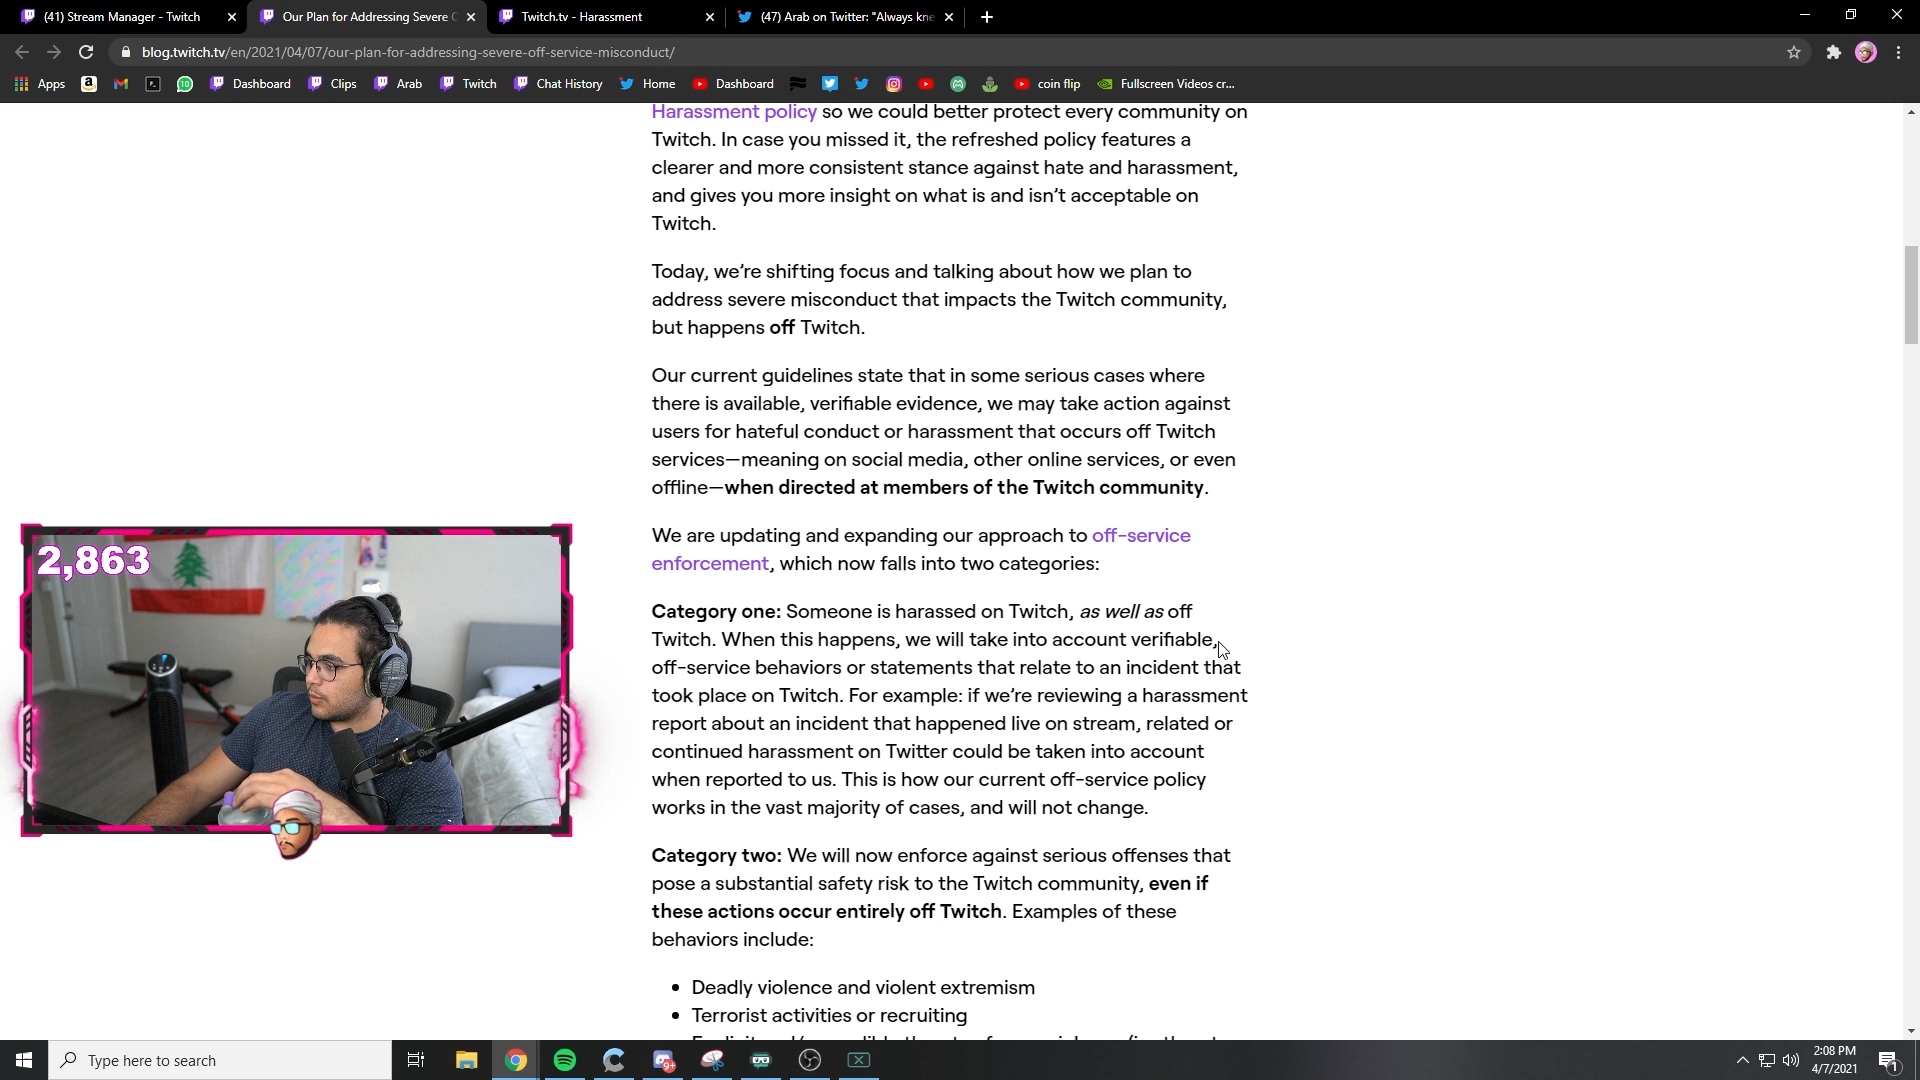 (41) Stream Manager - Twitch
Our Plan for Addressing Severe
Twitch.tv - Harassment
(47) Arab on Twitter: "Always kne
blog.twitch.tv/en/2021/04/07/our-plan-for-addressing-severe-off-service-misconduct/
Apps
Dashboard
Clips
Arab
Twitch
Chat History
Home
Dashboard
coin flip
Fullscreen Videos cr...
Harassment policy so we could better protect every community on
Twitch. In case you missed it, the refreshed policy features a
clearer and more consistent stance against hate and harassment,
and gives you more insight on what is and isn't acceptable on
Twitch.
Today, we're shifting focus and talking about how we plan to
address severe misconduct that impacts the Twitch community,
but happens off Twitch.
Our current guidelines state that in some serious cases where
there is available, verifiable evidence, we may take action against
users for hateful conduct or harassment that occurs off Twitch
services—meaning on social media, other online services, or even
offline—when directed at members of the Twitch community.
We are updating and expanding our approach to off-service
enforcement, which now falls into two categories:
Category one: Someone is harassed on Twitch, as well as off
Twitch. When this happens, we will take into account verifiable,
off-service behaviors or statements that relate to an incident that
took place on Twitch. For example: if we're reviewing a harassment
report about an incident that happened live on stream, related or
continued harassment on Twitter could be taken into account
when reported to us. This is how our current off-service policy
works in the vast majority of cases, and will not change.
Category two: We will now enforce against serious offenses that
pose a substantial safety risk to the Twitch community, even if
these actions occur entirely off Twitch. Examples of these
behaviors include:
• Deadly violence and violent extremism
• Terrorist activities or recruiting
2,863
Type here to search
9+
2:08 PM
4/7/2021
1